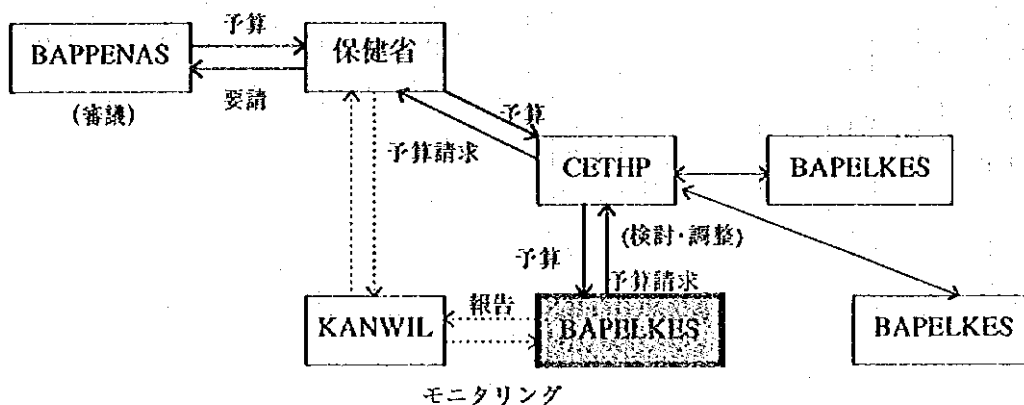 予算
BAPPENAS
保健省
要請
(審議)
予算
予算請求
CETHP
BAPELKES
(検討・調整)
予算
予算請求
報告
KANWIL
BAPELKES
BAPELKES
モニタリング